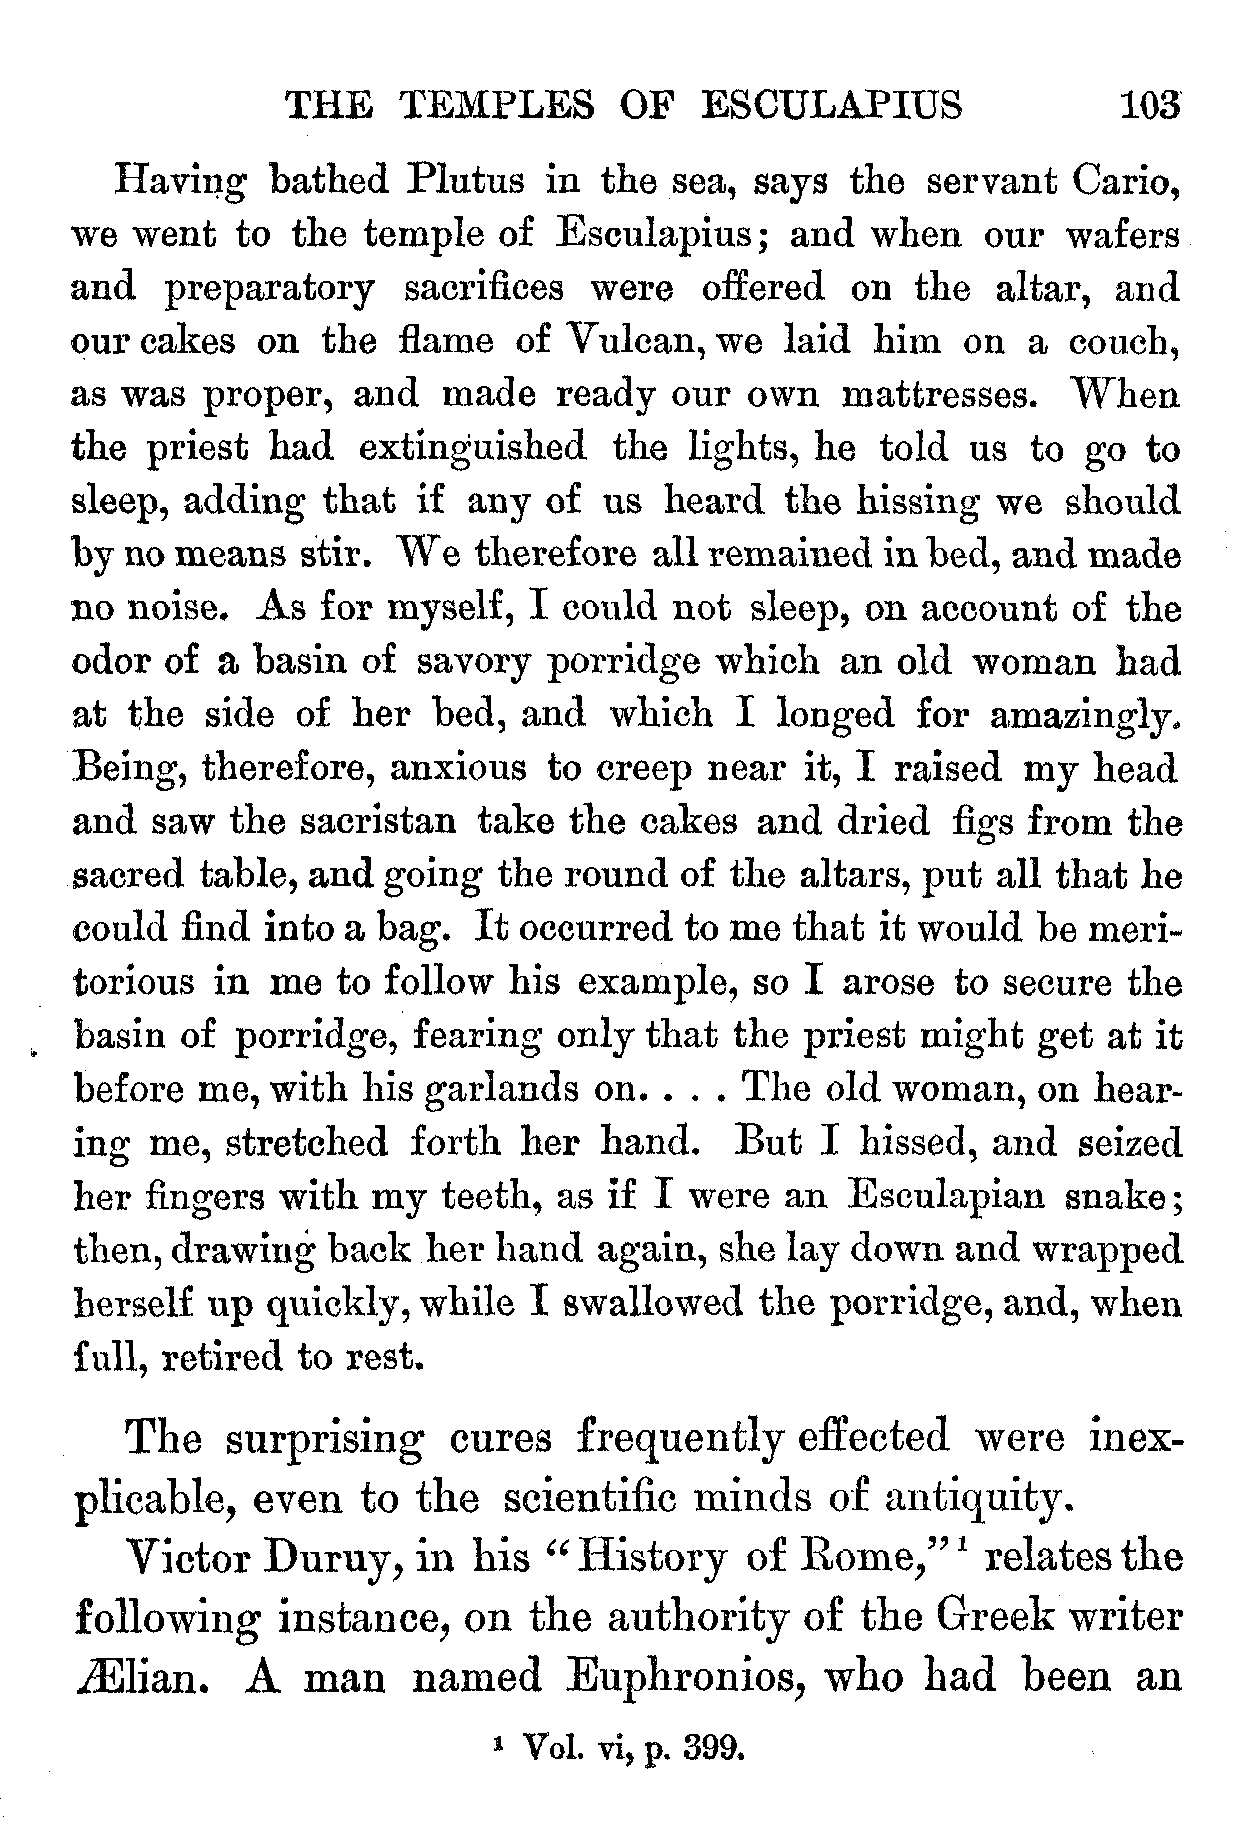 THE TEMPLES OF ESCULAPIUS 103
Having bathed Plutus in the sea, says the servant Cario,
we went to the temple of Esculapius; and when our wafers
and preparatory sacrifices were offered on the altar, and
our cakes on the flame of Vulcan, we laid him on a couch,
as was proper, and made ready our own mattresses. When
the priest had extinguished the lights, he told us to go to
sleep, adding that if any of us heard the hissing we should
by no means stir. We therefore all remained in bed, and made
no noise. As for myself, I could not sleep, on account of the
odor of a basin of savory porridge which an old woman had
at the side of her bed, and which I longed for amazingly.
Being, therefore, anxious to creep near it, I raised my head
and saw the sacristan take the cakes and dried figs from the
sacred table, and going the round of the altars, put all that he
could find into a bag. It occurred to me that it would be meri-
torious in me to follow his example, so I arose to secure the
basin of porridge, fearing only that the priest might get at it
before me, with his garlands on. . . . The old woman, on hear-
ing me, stretched forth her hand. But I hissed, and seized
her fingers with my teeth, as if I were an Esculapian snake;
then, drawing back her hand again, she lay down and wrapped
herself up quickly, while I swallowed the porridge, and, when
full, retired to rest.
The surprising cures frequently effected were inex-
plicable, even to the scientific minds of antiquity.
Victor Duruy, in his "History of Rome,"¹ relates the
following instance, on the authority of the Greek writer
Ælian. A man named Euphronios, who had been an
¹ Vol. vi, p. 399.